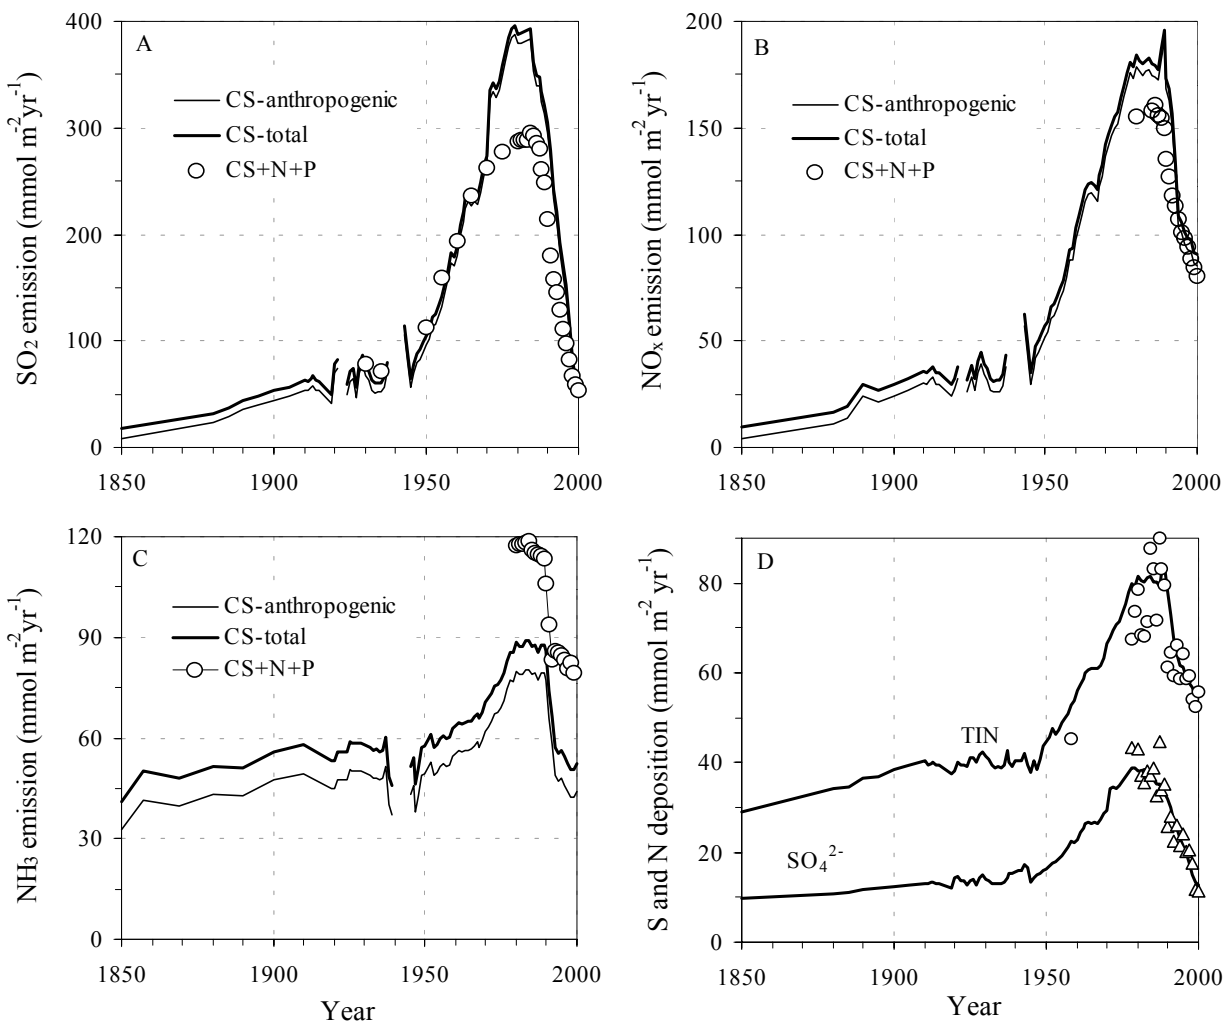 A
SO₂ emission (mmol m⁻² yr⁻¹)
400
300
200
100
0
CS-anthropogenic
CS-total
CS+N+P
1850 1900 1950 2000
B
NOₓ emission (mmol m⁻² yr⁻¹)
200
150
100
50
0
CS-anthropogenic
CS-total
CS+N+P
1850 1900 1950 2000
C
NH₃ emission (mmol m⁻² yr⁻¹)
120
90
60
30
0
CS-anthropogenic
CS-total
CS+N+P
1850 1900 1950 2000
Year
D
S and N deposition (mmol m⁻² yr⁻¹)
80
60
40
20
0
TIN
SO₄²⁻
1850 1900 1950 2000
Year